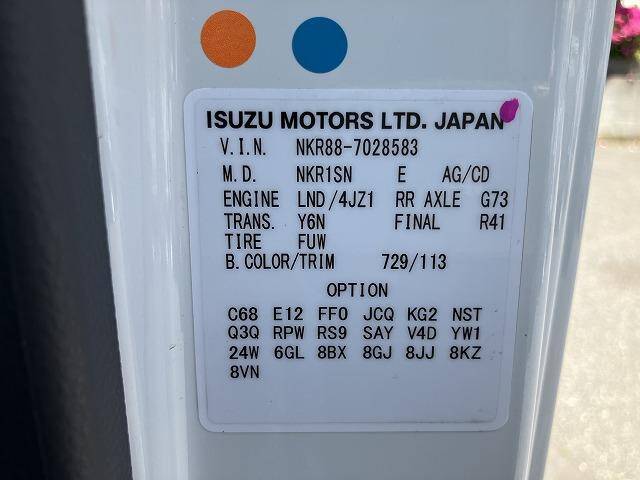 ISUZU MOTORS LTD. JAPAN
V.I.N. NKR88-7028583
M.D. NKR1SN E AG/CD
ENGINE LND/4JZ1 RR AXLE G73
TRANS. Y6N FINAL R41
TIRE FUW
B.COLOR/TRIM 729/113
OPTION
C68 E12 FF0 JCQ KG2 NST
Q3Q RPW RS9 SAY V4D YW1
24W 6GL 8BX 8GJ 8JJ 8KZ
8VN